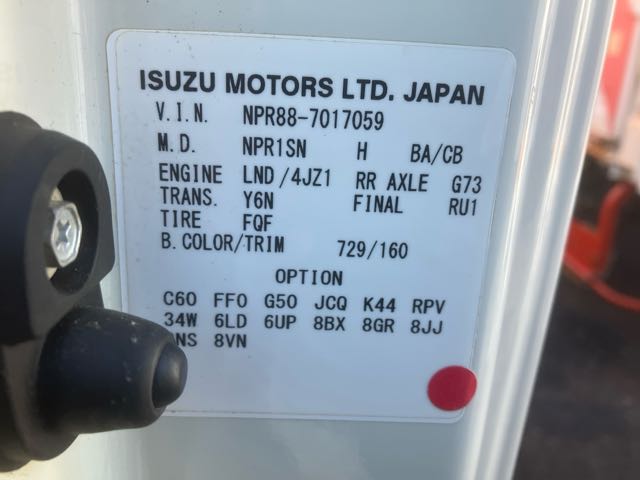 ISUZU MOTORS LTD. JAPAN
V.I.N. NPR88-7017059
M.D. NPR1SN H BA/CB
ENGINE LND/4JZ1 RR AXLE G73
TRANS. Y6N FINAL RU1
TIRE FQF
B.COLOR/TRIM 729/160
OPTION
C60 FF0 G50 JCQ K44 RPV
34W 6LD 6UP 8BX 8GR 8JJ
8VN